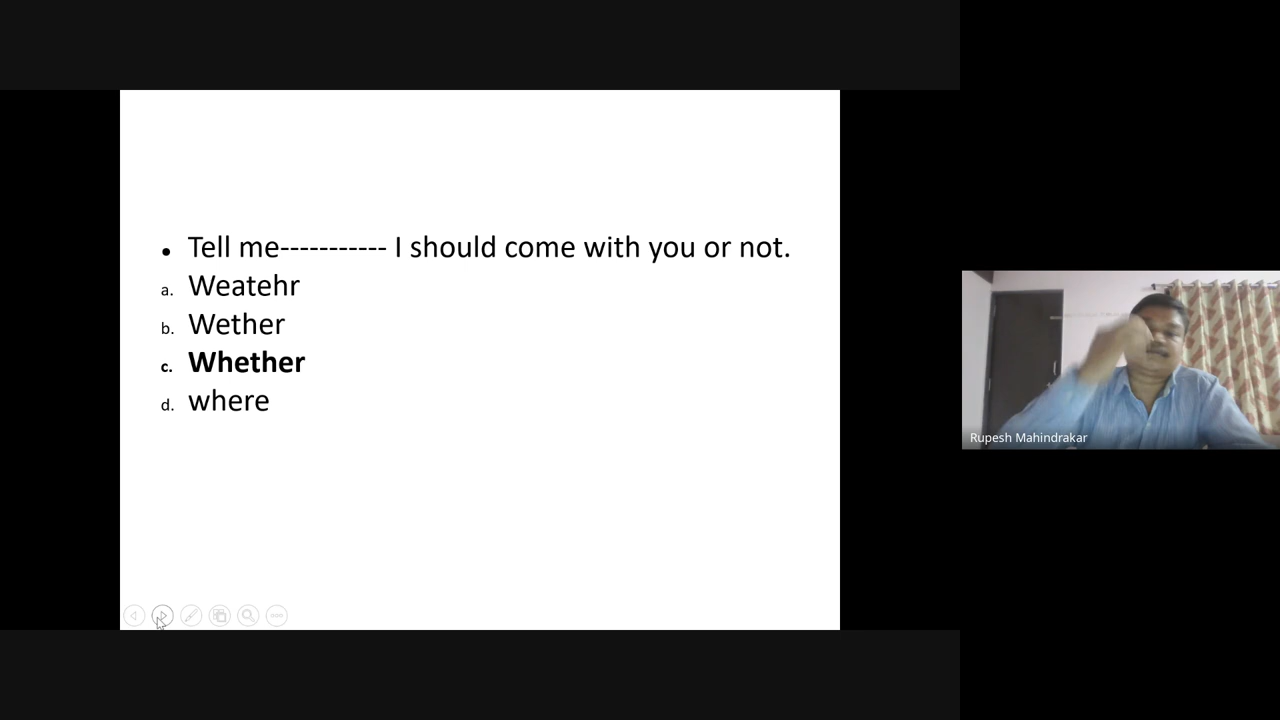 • Tell me----------- I should come with you or not.
a. Weatehr
b. Wether
c. Whether
d. where
Rupesh Mahindrakar